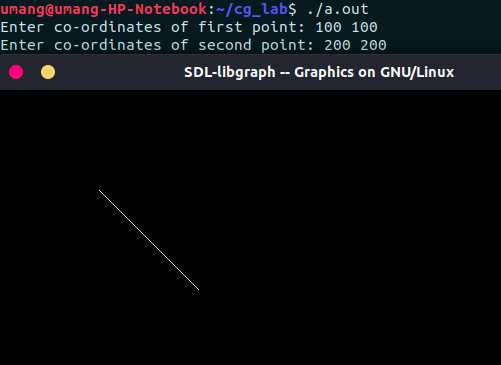 umang@umang-HP-Notebook:~/cg_lab$ ./a.out
Enter co-ordinates of first point: 100 100
Enter co-ordinates of second point: 200 200
SDL-libgraph -- Graphics on GNU/Linux